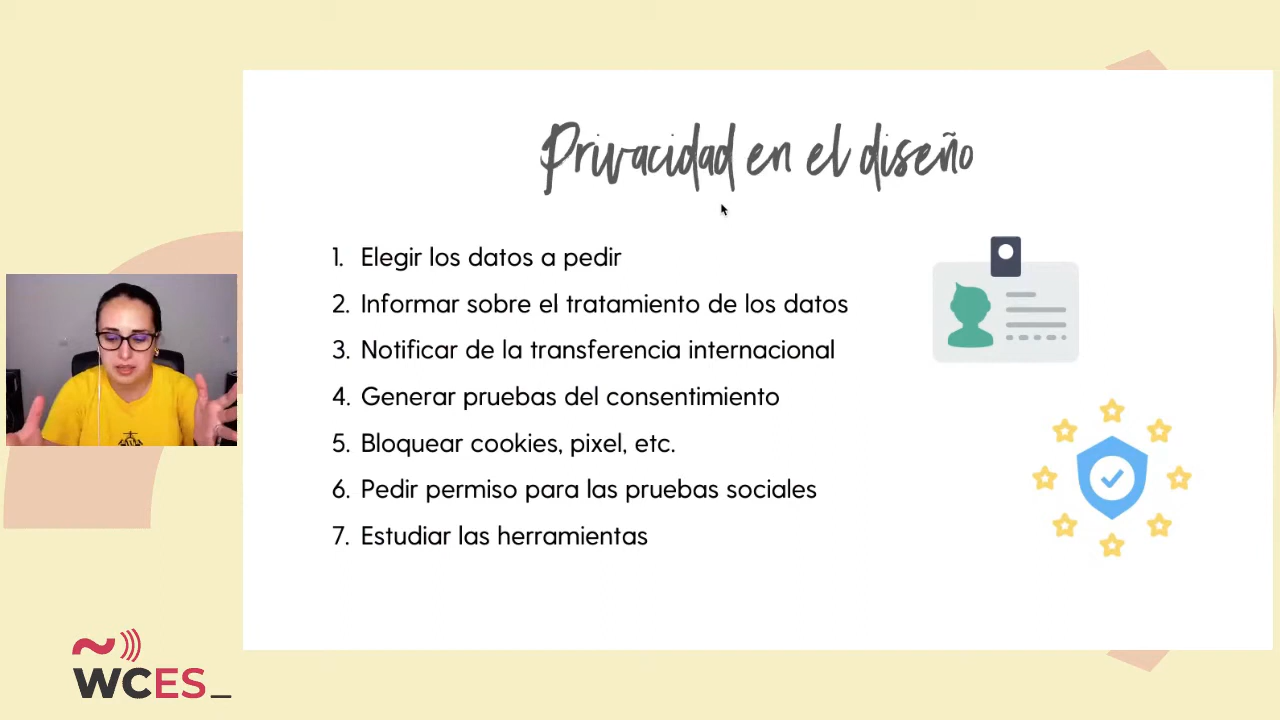 Privacidad en el diseño
1. Elegir los datos a pedir
2. Informar sobre el tratamiento de los datos
3. Notificar de la transferencia internacional
4. Generar pruebas del consentimiento
5. Bloquear cookies, pixel, etc.
6. Pedir permiso para las pruebas sociales
7. Estudiar las herramientas
WCES_